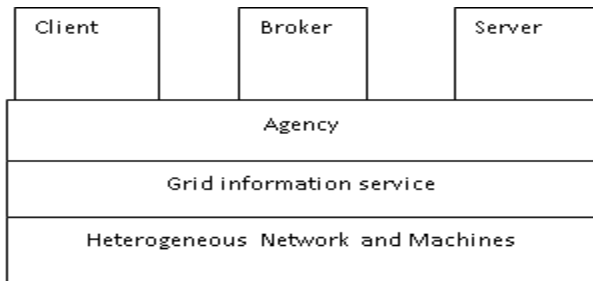 Client Broker Server
Agency
Grid information service
Heterogeneous Network and Machines